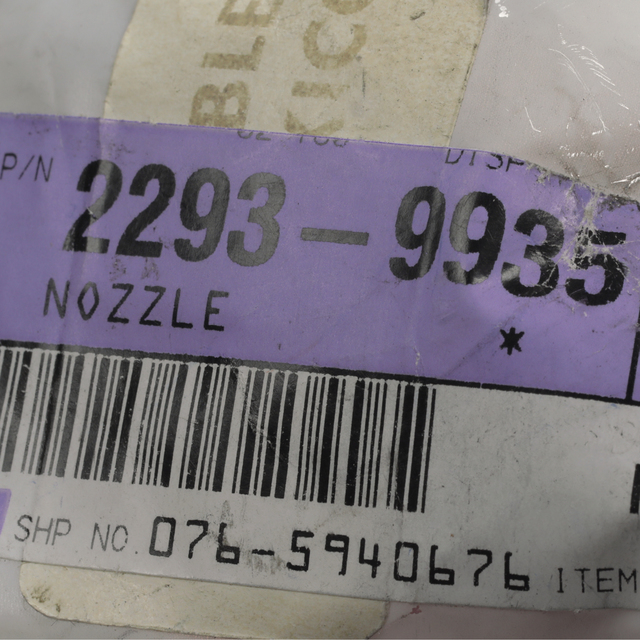 P/N 2293-9935
NOZZLE
*
SHP NO. 076-5940676 ITEM